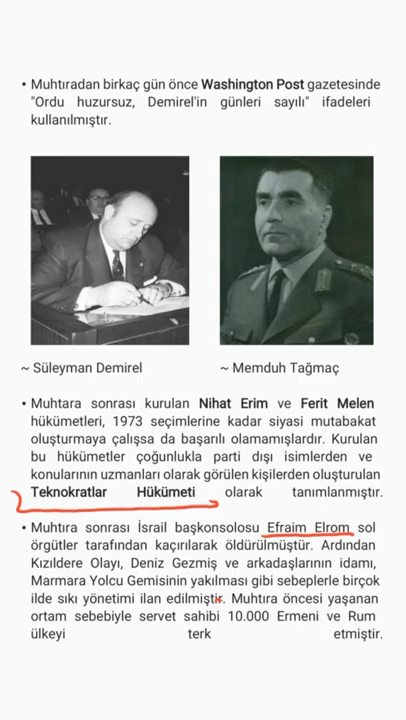 • Muhtıradan birkaç gün önce Washington Post gazetesinde
"Ordu huzursuz, Demirel'in günleri sayılı" ifadeleri
kullanılmıştır.
~ Süleyman Demirel
~ Memduh Tağmaç
• Muhtara sonrası kurulan Nihat Erim ve Ferit Melen
hükümetleri, 1973 seçimlerine kadar siyasi mutabakat
oluşturmaya çalışsa da başarılı olamamışlardır. Kurulan
bu hükümetler çoğunlukla parti dışı isimlerden ve
konularının uzmanları olarak görülen kişilerden oluşturulan
Teknokratlar Hükümeti olarak tanımlanmıştır.
• Muhtıra sonrası İsrail başkonsolosu Efraim Elrom sol
örgütler tarafından kaçırılarak öldürülmüştür. Ardından
Kızıldere Olayı, Deniz Gezmiş ve arkadaşlarının idamı,
Marmara Yolcu Gemisinin yakılması gibi sebeplerle birçok
ilde sıkı yönetimi ilan edilmiştir. Muhtıra öncesi yaşanan
ortam sebebiyle servet sahibi 10.000 Ermeni ve Rum
ülkeyi terk etmiştir.